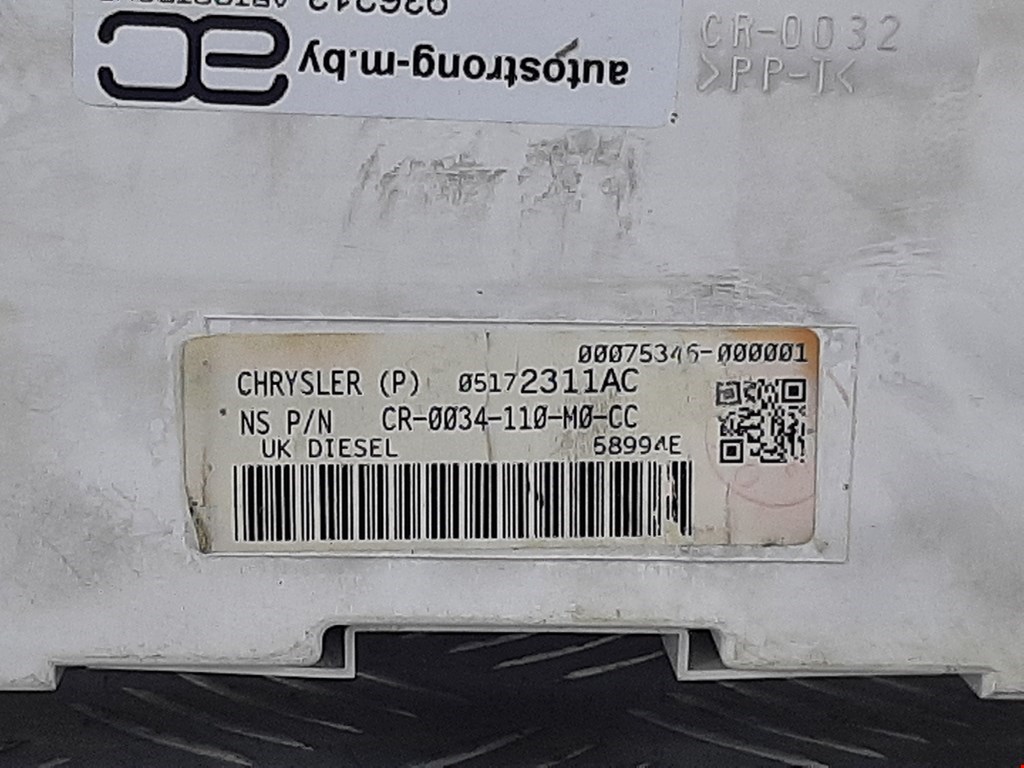 autostrong-m.by
CR-0032
>PP-T<
00075346-000001
CHRYSLER (P) 05172311AC
NS P/N CR-0034-110-M0-CC
UK DIESEL 58994E